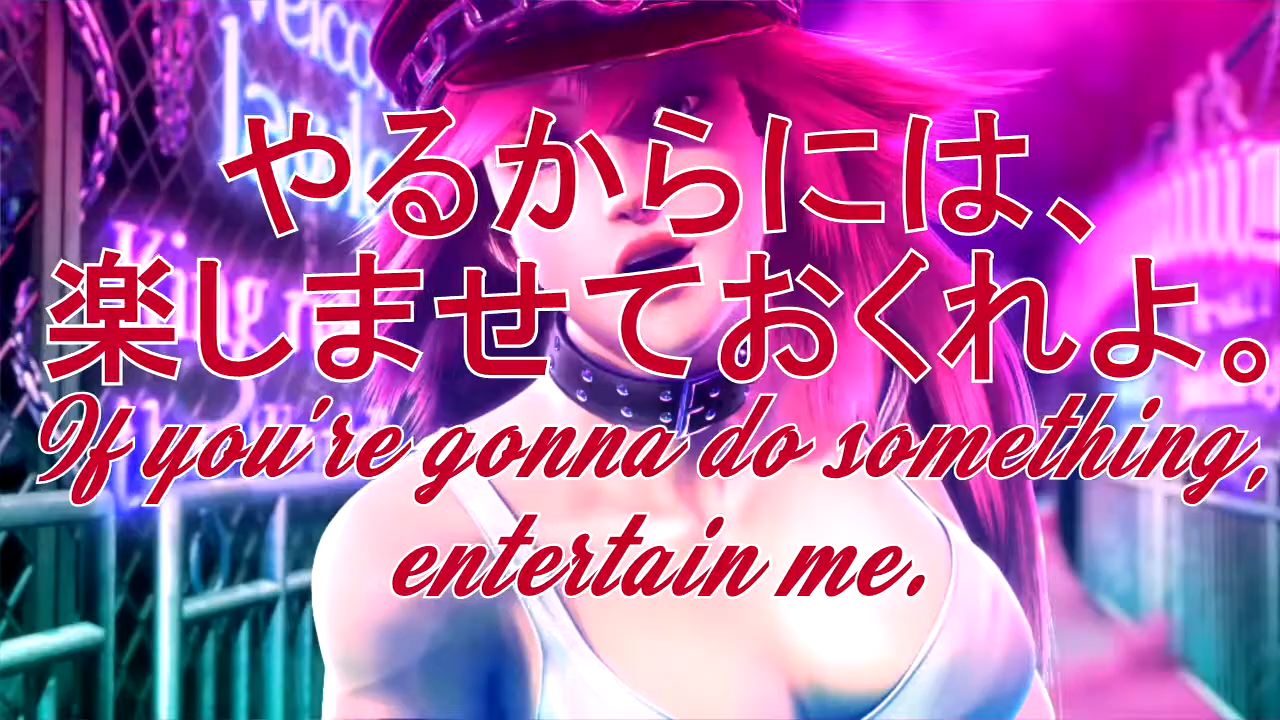 やるからには、
楽しませておくれよ。
If you're gonna do something,
entertain me.